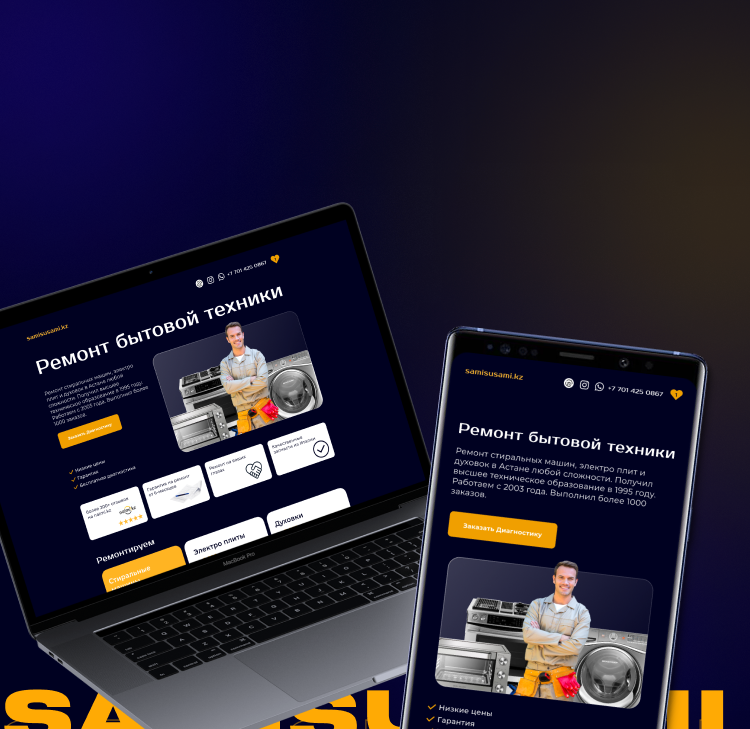 samisusami.kz
+7 701 425 0867
Ремонт бытовой техники
Ремонт стиральных машин, электро
плит и духовок в Астане любой
сложности. Получил высшее
техническое образование в 1995 году.
Работаем с 2003 года. Выполнил более
1000 заказов.
Заказать Диагностику
Низкие цены
Гарантия
Бесплатная диагностика
Более 200+ отзывов
на naimi.kz
Гарантия на ремонт
от 6 месяцев
Ремонт на ваших
глазах
Качественные
запчасти из Италии
Ремонтируем
Стиральные
Электро плиты
Духовки
MacBook Pro
samisusami.kz
+7 701 425 0867
Ремонт бытовой техники
Ремонт стиральных машин, электро плит и
духовок в Астане любой сложности. Получил
высшее техническое образование в 1995 году.
Работаем с 2003 года. Выполнил более 1000
заказов.
Заказать Диагностику
Низкие цены
Гарантия